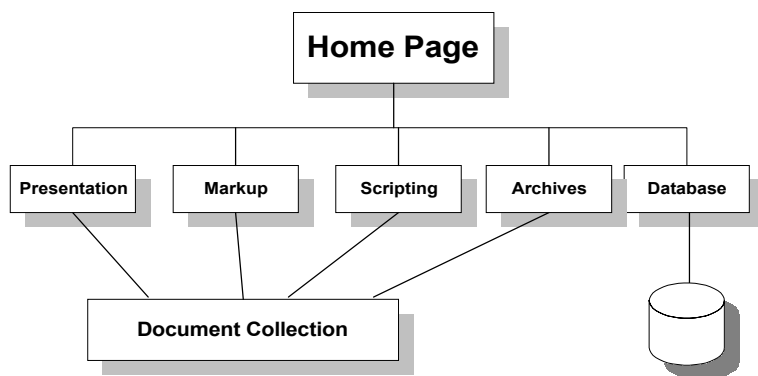 Home Page
Presentation
Markup
Scripting
Archives
Database
Document Collection